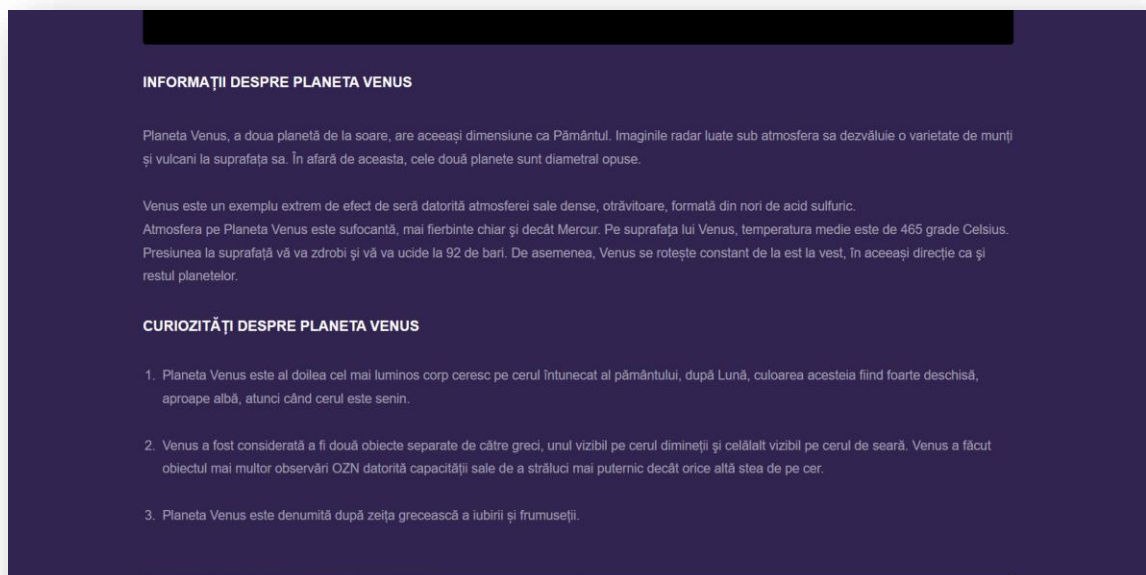 INFORMAȚII DESPRE PLANETA VENUS
Planeta Venus, a doua planetă de la soare, are aceeași dimensiune ca Pământul. Imaginile radar luate sub atmosfera sa dezvăluie o varietate de munți
și vulcani la suprafața sa. În afară de aceasta, cele două planete sunt diametral opuse.
Venus este un exemplu extrem de efect de seră datorită atmosferei sale dense, otrăvitoare, formată din nori de acid sulfuric.
Atmosfera pe Planeta Venus este sufocantă, mai fierbinte chiar şi decât Mercur. Pe suprafaţa lui Venus, temperatura medie este de 465 grade Celsius.
Presiunea la suprafață vă va zdrobi şi vă va ucide la 92 de bari. De asemenea, Venus se rotește constant de la est la vest, în aceeași direcție ca şi
restul planetelor.
CURIOZITĂȚI DESPRE PLANETA VENUS
1. Planeta Venus este al doilea cel mai luminos corp ceresc pe cerul întunecat al pământului, după Lună, culoarea acesteia fiind foarte deschisă,
aproape albă, atunci când cerul este senin.
2. Venus a fost considerată a fi două obiecte separate de către greci, unul vizibil pe cerul dimineții şi celălalt vizibil pe cerul de seară. Venus a făcut
obiectul mai multor observări OZN datorită capacității sale de a străluci mai puternic decât orice altă stea de pe cer.
3. Planeta Venus este denumită după zeița grecească a iubirii și frumuseții.